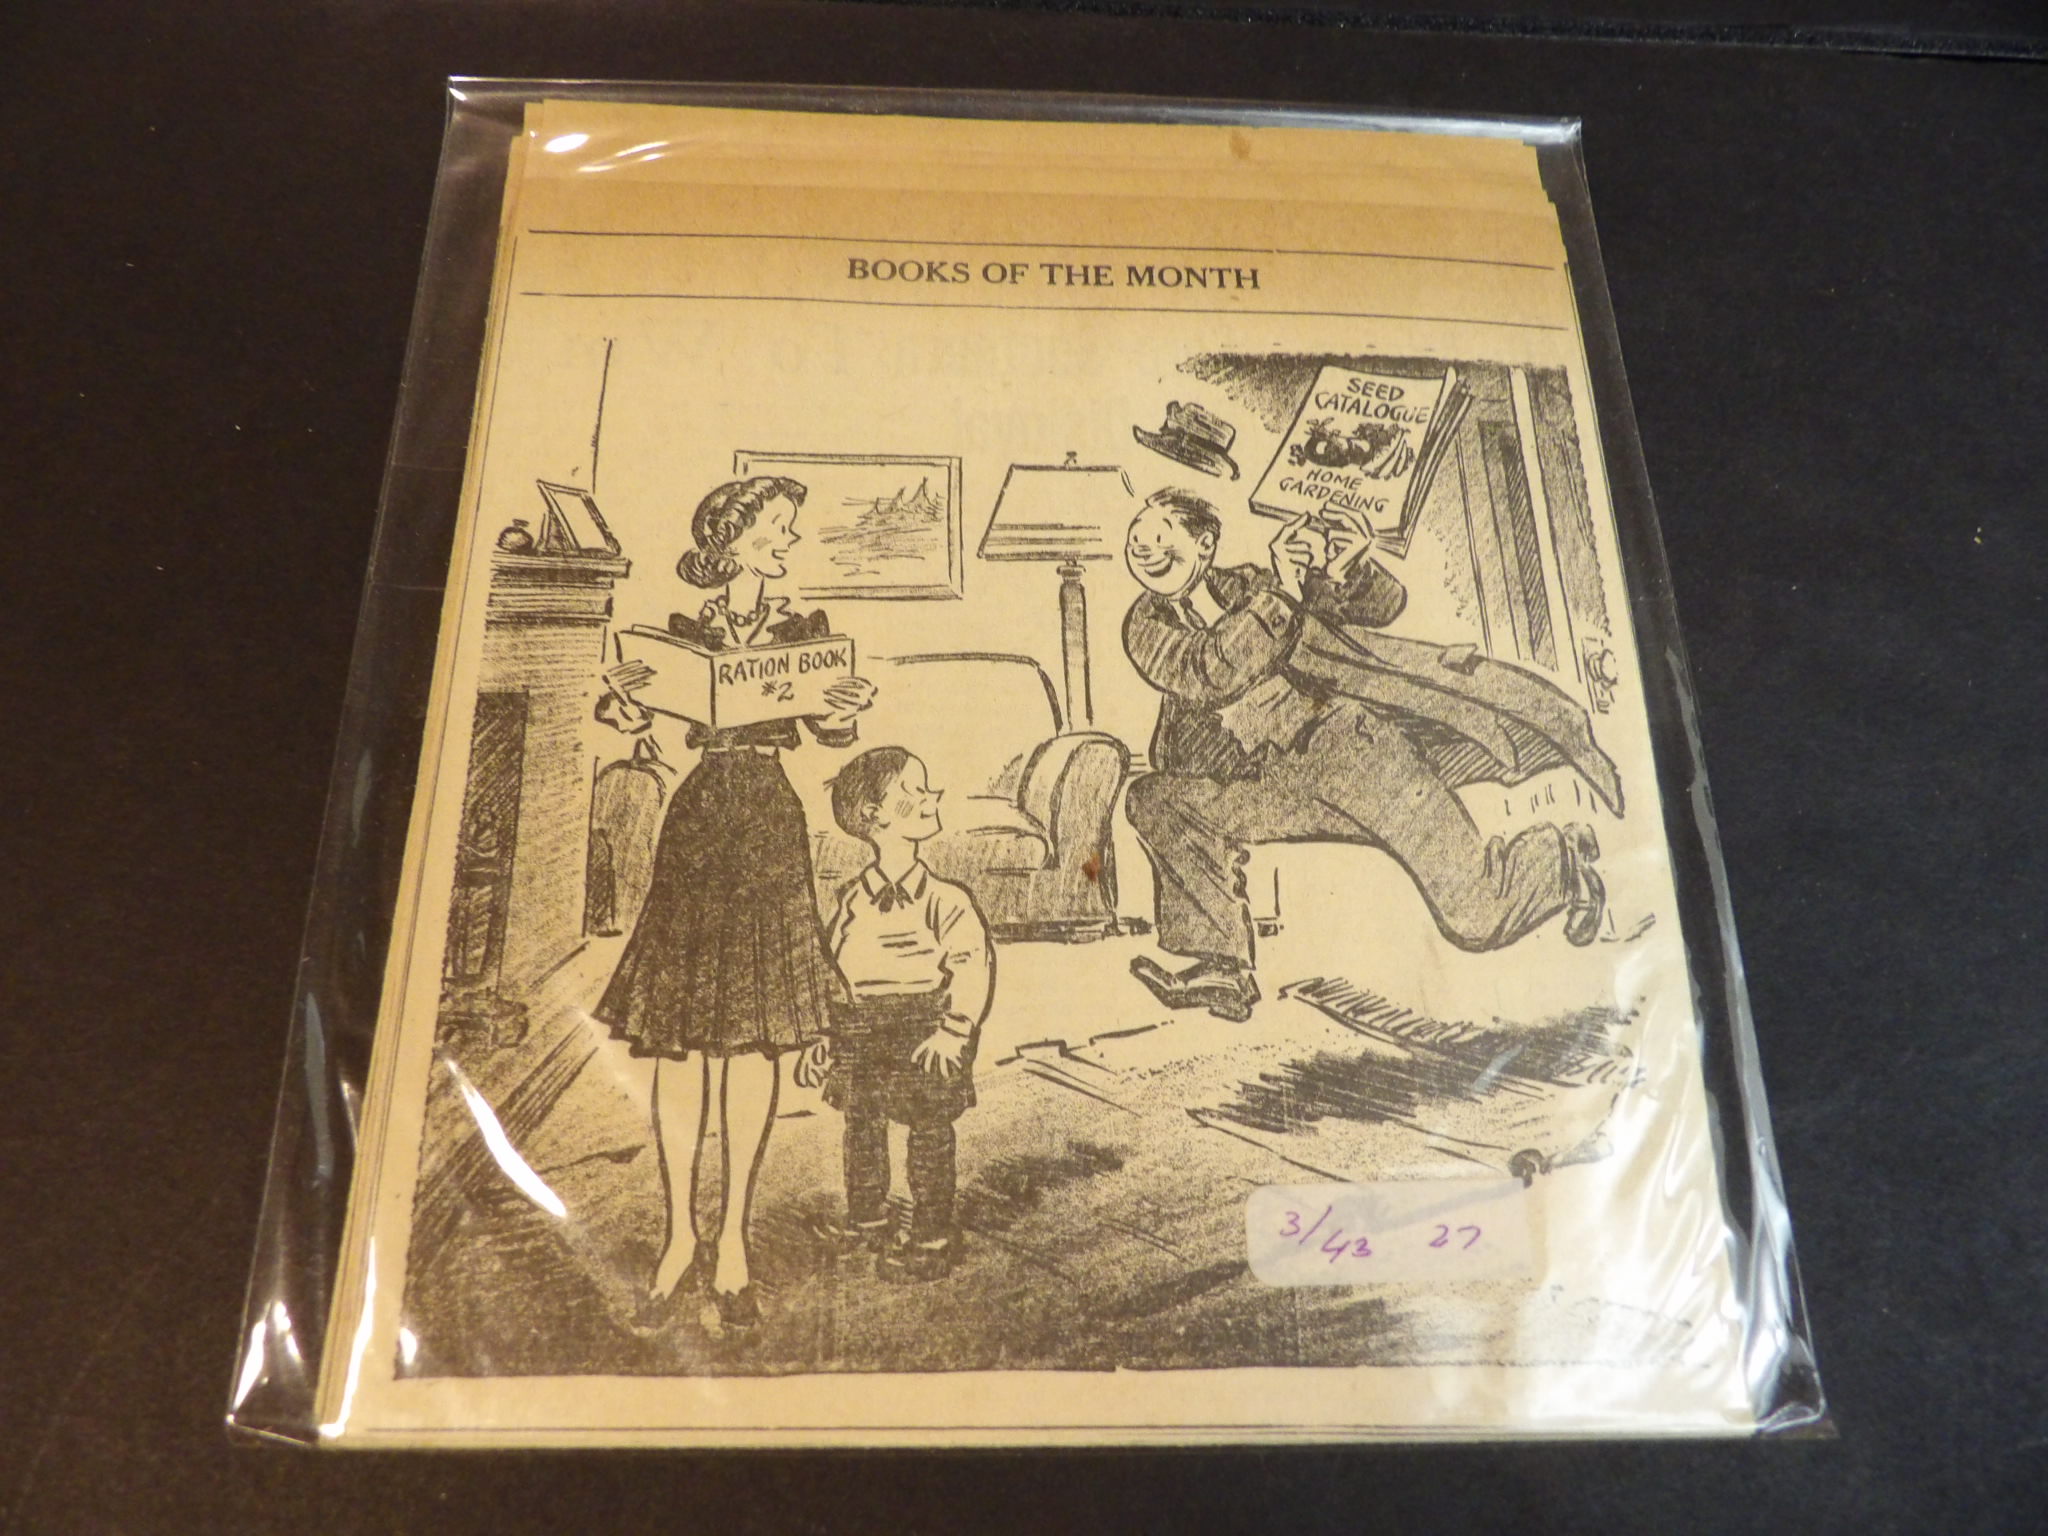 BOOKS OF THE MONTH
SEED
CATALOGUE
HOME
GARDENING
RATION BOOK
#2
3/43 27